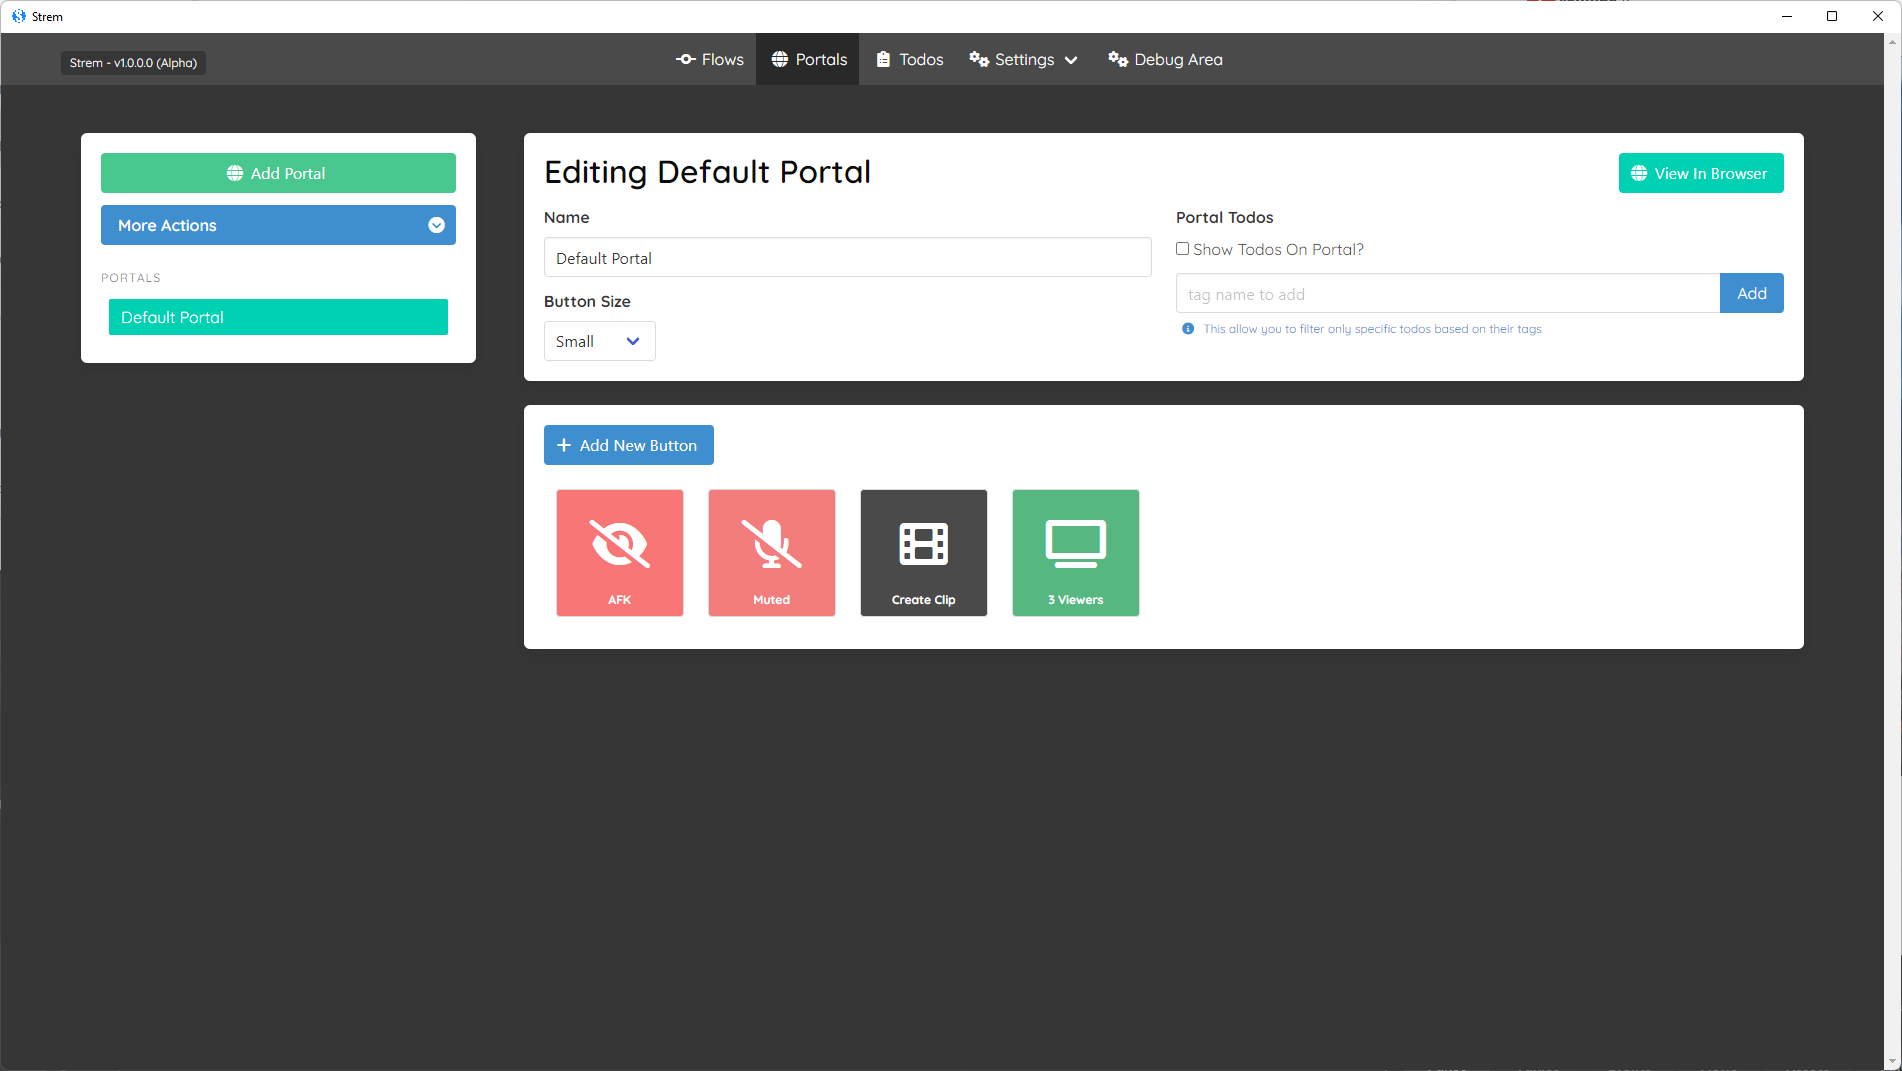 Strem
Strem - v1.0.0.0 (Alpha)
Flows
Portals
Todos
Settings
Debug Area
Add Portal
More Actions
PORTALS
Default Portal
Editing Default Portal
View In Browser
Name
Default Portal
Button Size
Small
Portal Todos
Show Todos On Portal?
tag name to add
Add
This allow you to filter only specific todos based on their tags
Add New Button
AFK
Muted
Create Clip
3 Viewers